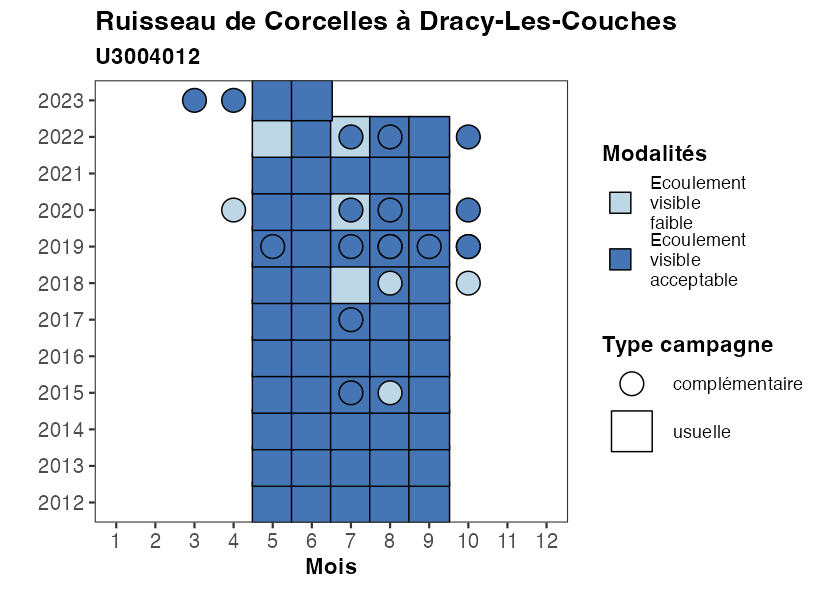 Ruisseau de Corcelles à Dracy-Les-Couches
U3004012
2023
2022
2021
2020
2019
2018
2017
2016
2015
2014
2013
2012
1 2 3 4 5 6 7 8 9 10 11 12
Mois
Modalités
Ecoulement
visible
faible
Ecoulement
visible
acceptable
Type campagne
complémentaire
usuelle